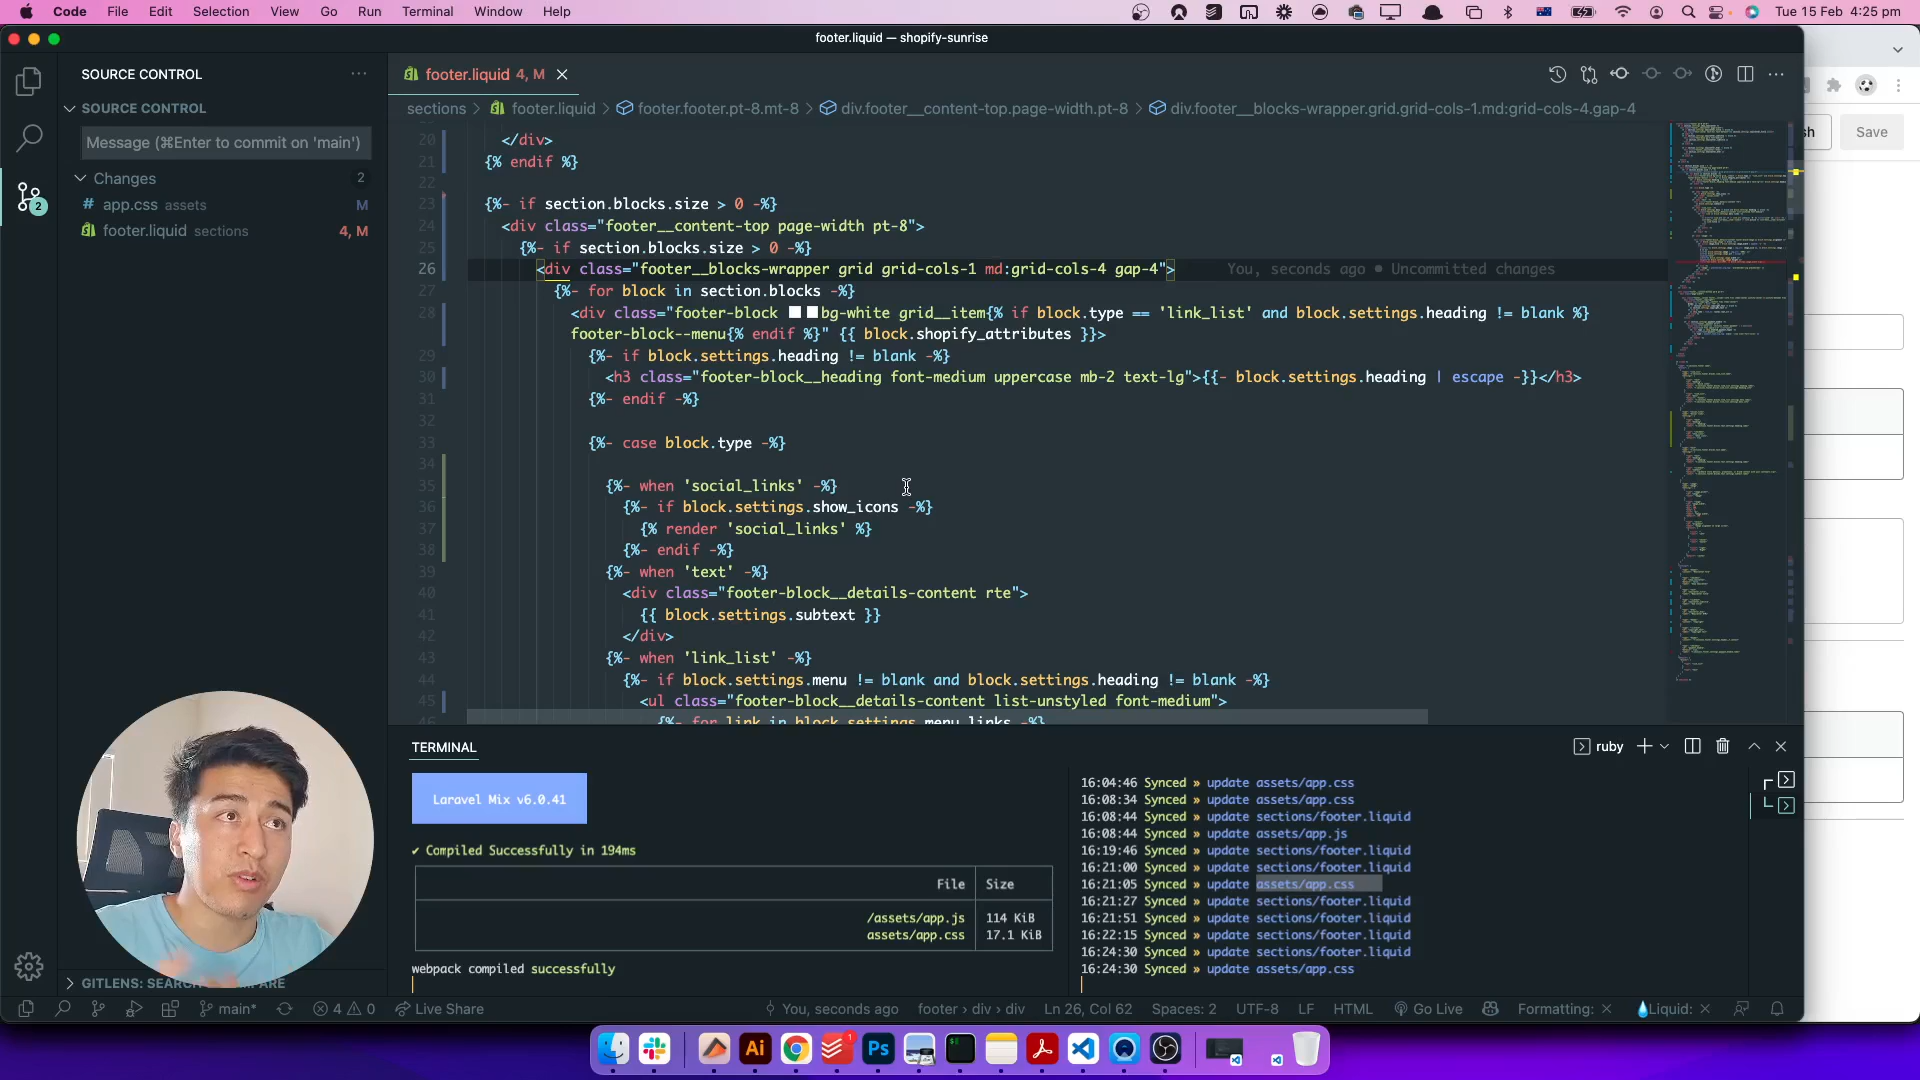 Code File Edit Selection View Go Run Terminal Window Help
Tue 15 Feb 4:25 pm
footer.liquid — shopify-sunrise
SOURCE CONTROL
SOURCE CONTROL
Message (⌘Enter to commit on 'main')
Changes 2
# app.css assets M
footer.liquid sections 4, M
2
GITLENS: SEARCH
footer.liquid 4, M
sections > footer.liquid > footer.footer.pt-8.mt-8 > div.footer__content-top.page-width.pt-8 > div.footer__blocks-wrapper.grid.grid-cols-1.md:grid-cols-4.gap-4
20 </div>
21 {% endif %}
22
23 {%- if section.blocks.size > 0 -%}
24 <div class="footer__content-top page-width pt-8">
25 {%- if section.blocks.size > 0 -%}
26 <div class="footer__blocks-wrapper grid grid-cols-1 md:grid-cols-4 gap-4"> You, seconds ago • Uncommitted changes
27 {%- for block in section.blocks -%}
28 <div class="footer-block bg-white grid__item{% if block.type == 'link_list' and block.settings.heading != blank %}
footer-block--menu{% endif %}" {{ block.shopify_attributes }}>
29 {%- if block.settings.heading != blank -%}
30 <h3 class="footer-block__heading font-medium uppercase mb-2 text-lg">{{- block.settings.heading | escape -}}</h3>
31 {%- endif -%}
32
33 {%- case block.type -%}
34
35 {%- when 'social_links' -%}
36 {%- if block.settings.show_icons -%}
37 {% render 'social_links' %}
38 {%- endif -%}
39 {%- when 'text' -%}
40 <div class="footer-block__details-content rte">
41 {{ block.settings.subtext }}
42 </div>
43 {%- when 'link_list' -%}
44 {%- if block.settings.menu != blank and block.settings.heading != blank -%}
45 <ul class="footer-block__details-content list-unstyled font-medium">
46 {%- for link in block.settings.menu.links -%}
Save
TERMINAL
ruby
Laravel Mix v6.0.41
✔ Compiled Successfully in 194ms
File Size
/assets/app.js 114 KiB
assets/app.css 17.1 KiB
webpack compiled successfully
16:04:46 Synced » update assets/app.css
16:08:34 Synced » update assets/app.css
16:08:44 Synced » update sections/footer.liquid
16:08:44 Synced » update assets/app.js
16:19:46 Synced » update sections/footer.liquid
16:21:00 Synced » update sections/footer.liquid
16:21:05 Synced » update assets/app.css
16:21:27 Synced » update sections/footer.liquid
16:21:51 Synced » update sections/footer.liquid
16:22:15 Synced » update sections/footer.liquid
16:24:30 Synced » update sections/footer.liquid
16:24:30 Synced » update assets/app.css
main* 4 0 Live Share
You, seconds ago footer › div › div Ln 26, Col 62 Spaces: 2 UTF-8 LF HTML Go Live Formatting: × Liquid: ×
Ai
1
Ps